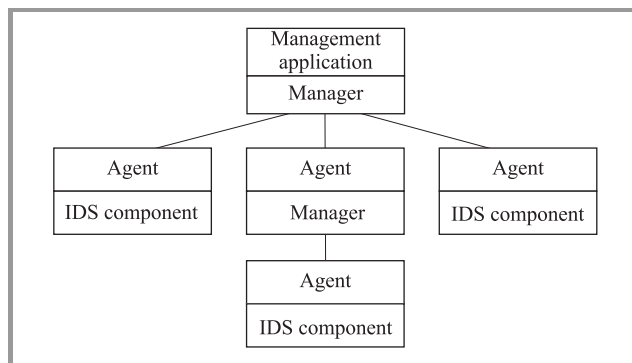 Management
application
Manager
Agent Agent Agent
IDS component Manager IDS component
Agent
IDS component